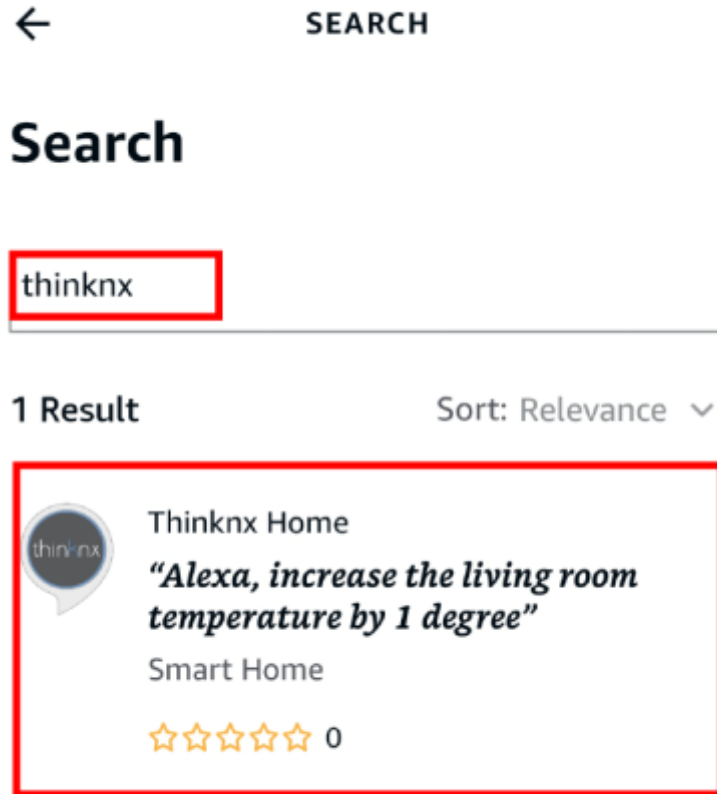 SEARCH
Search
thinknx
1 Result
Sort: Relevance
thinknx
Thinknx Home
“Alexa, increase the living room
temperature by 1 degree”
Smart Home
0